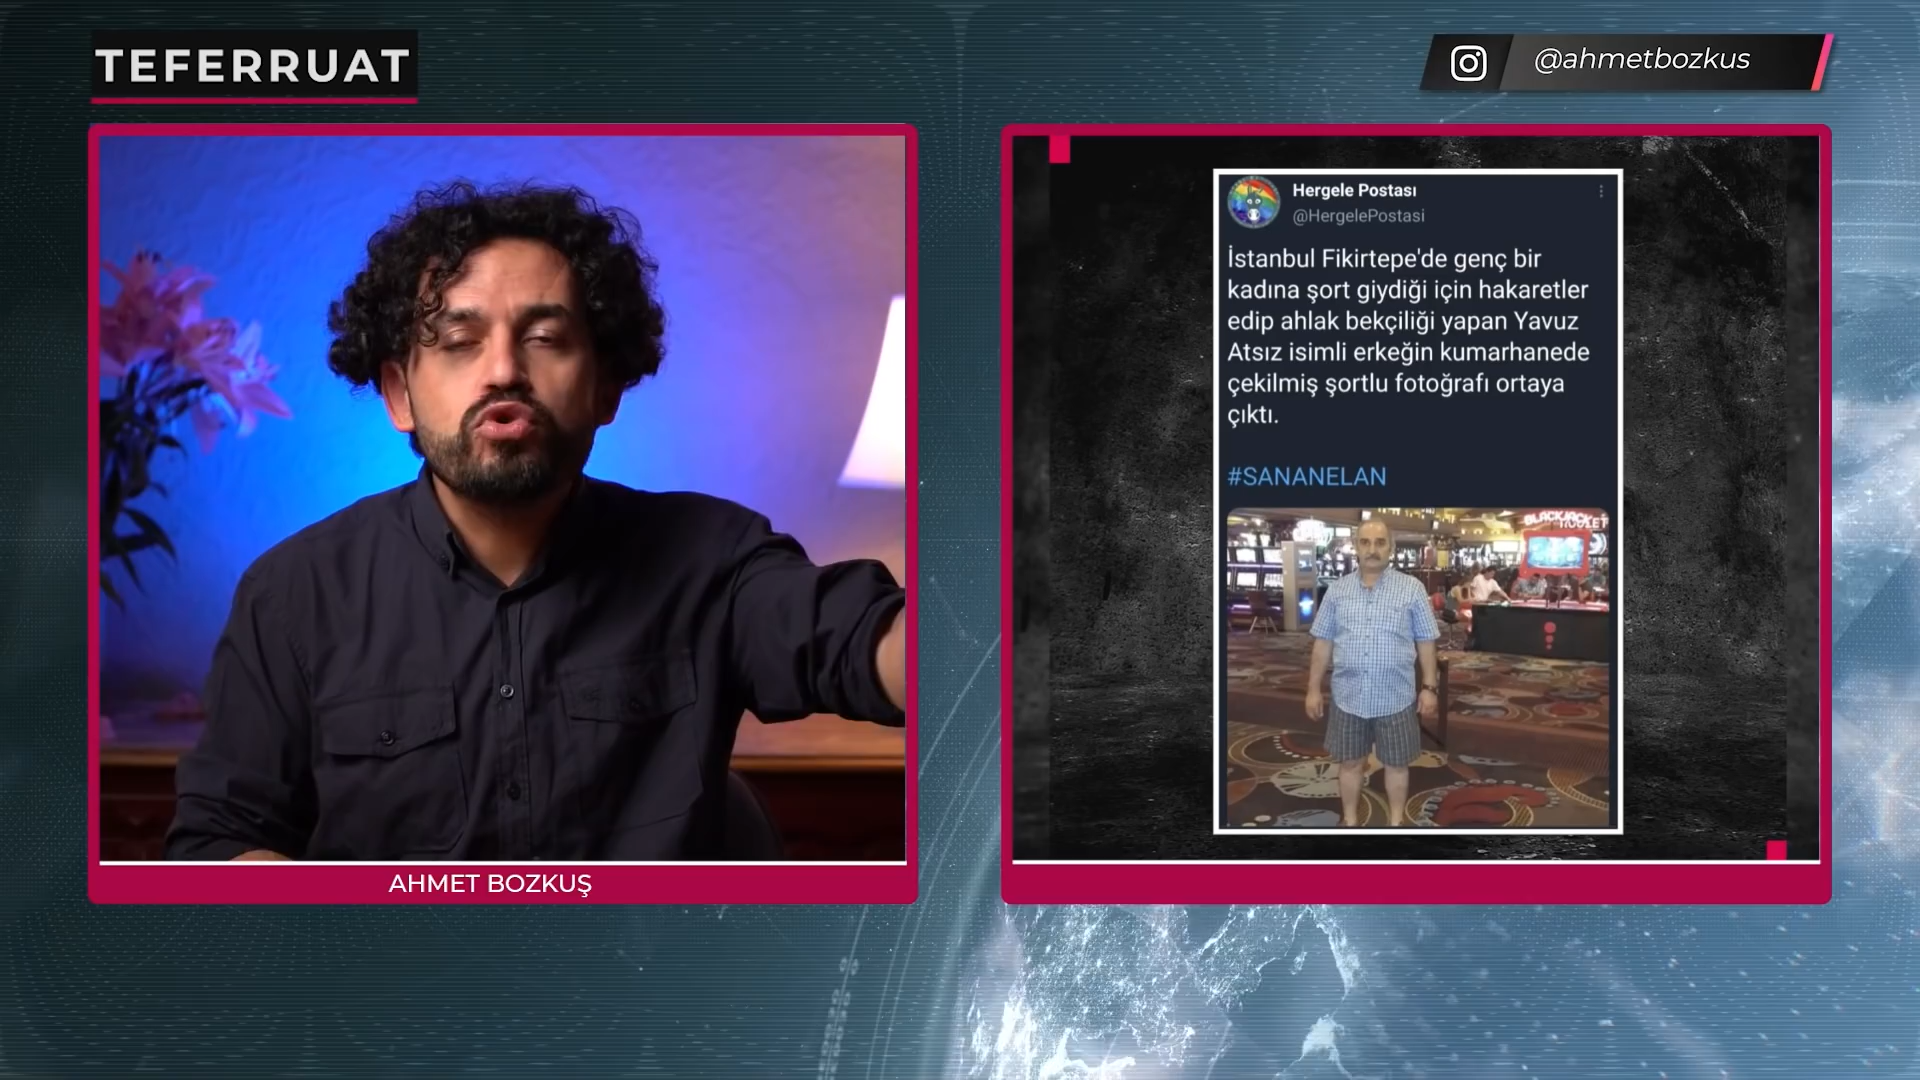 TEFERRUAT
@ahmetbozkus
Hergele Postası
@HergelePostasi
İstanbul Fikirtepe'de genç bir
kadına şort giydiği için hakaretler
edip ahlak bekçiliği yapan Yavuz
Atsız isimli erkeğin kumarhanede
çekilmiş şortlu fotoğrafı ortaya
çıktı.
#SANANELAN
BLACKJACK
AHMET BOZKUŞ